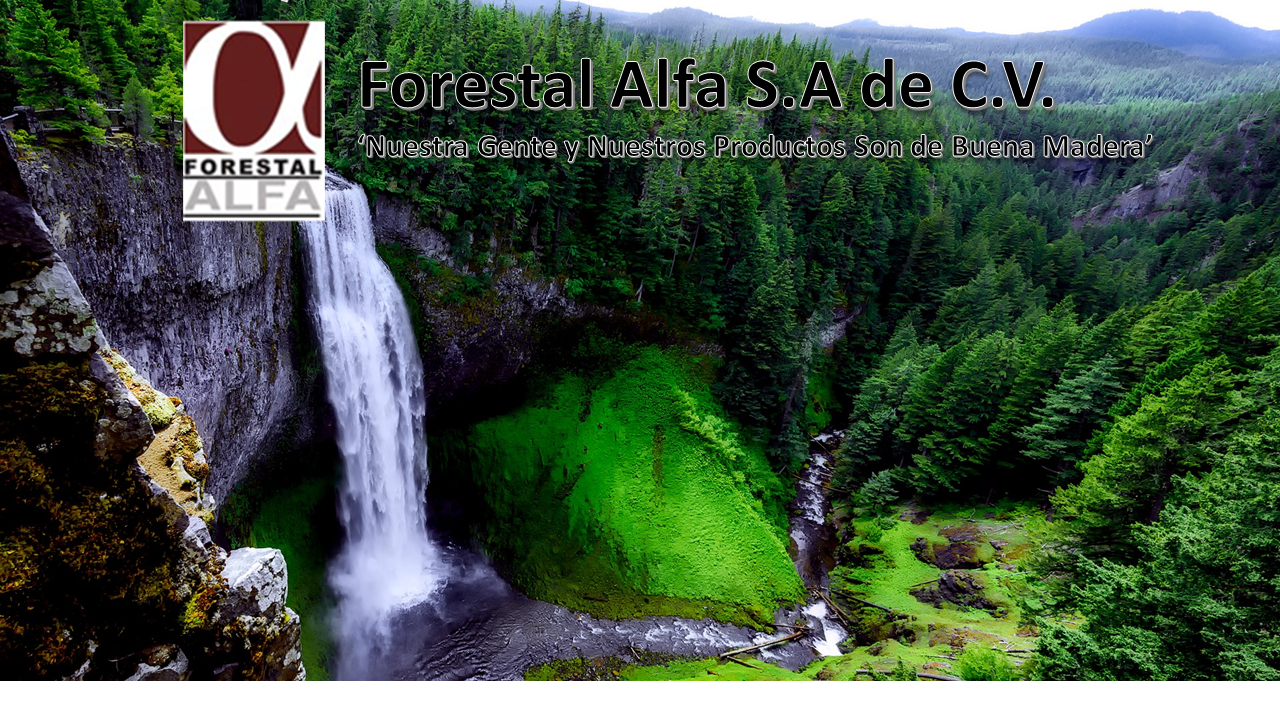 FORESTAL
ALFA
Forestal Alfa S.A de C.V.
‘Nuestra Gente y Nuestros Productos Son de Buena Madera’